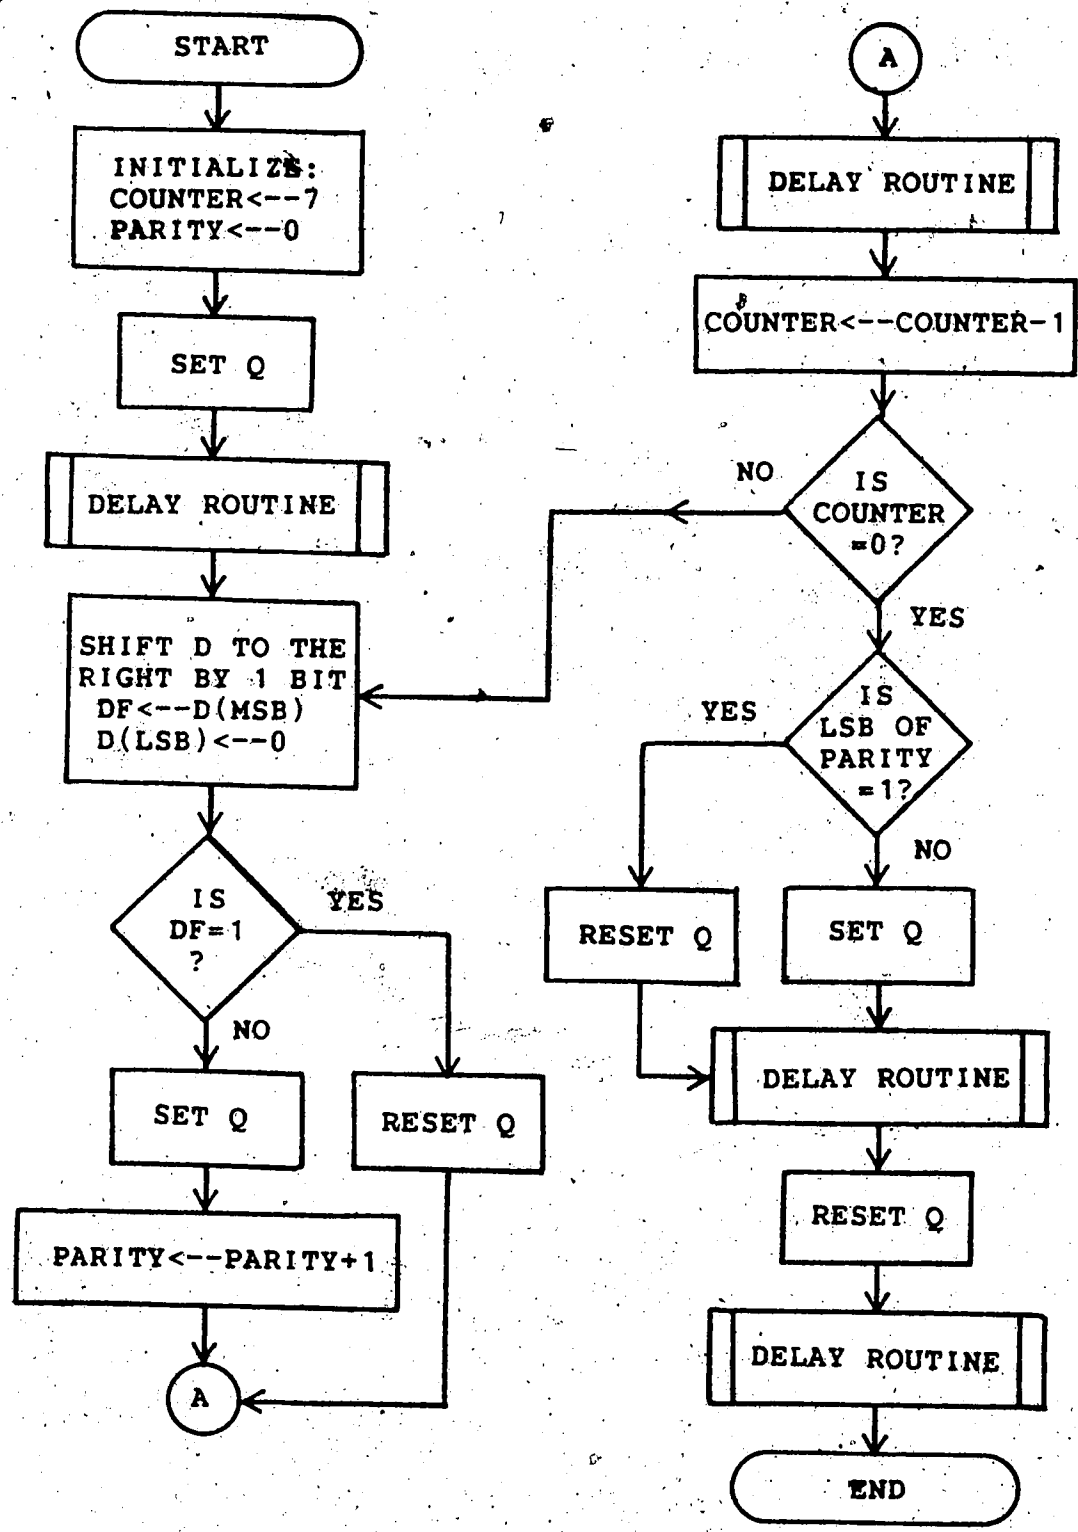 START
INITIALIZE:
COUNTER<--7
PARITY<--0
SET Q
DELAY ROUTINE
SHIFT D TO THE
RIGHT BY 1 BIT
DF<--D(MSB)
D(LSB)<--0
IS
DF=1
?
YES
NO
SET Q
RESET Q
PARITY<--PARITY+1
A
A
DELAY ROUTINE
COUNTER<--COUNTER-1
IS
COUNTER
=0?
NO
YES
IS
LSB OF
PARITY
=1?
YES
NO
RESET Q
SET Q
DELAY ROUTINE
RESET Q
DELAY ROUTINE
END